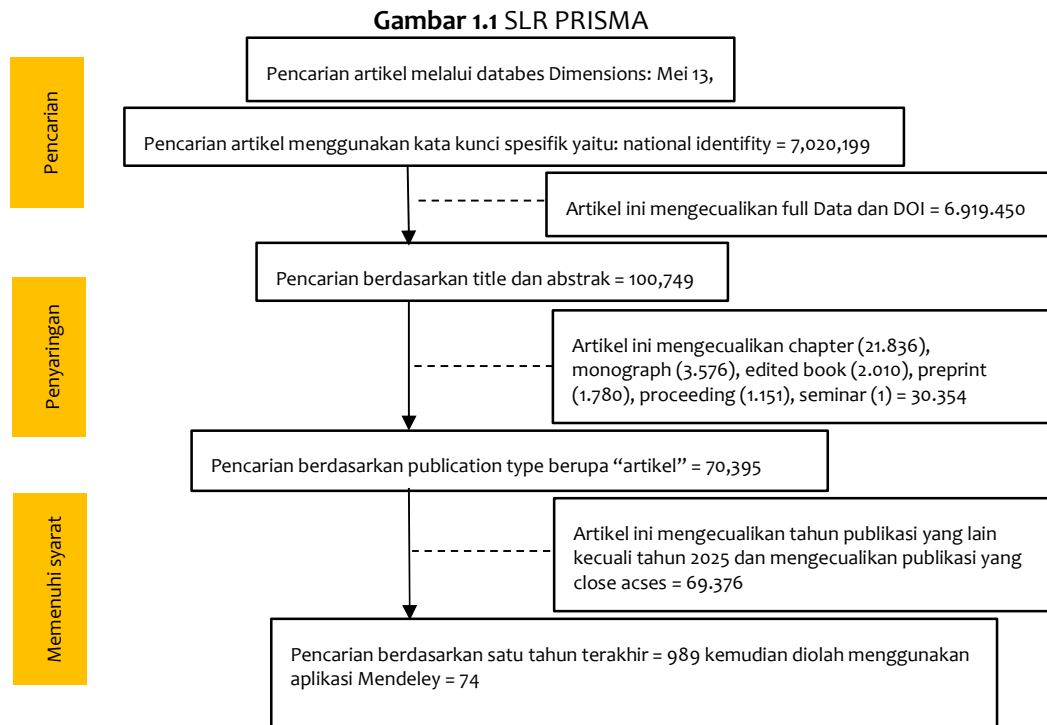 Gambar 1.1 SLR PRISMA
Pencarian
Pencarian artikel melalui databes Dimensions: Mei 13,
Pencarian artikel menggunakan kata kunci spesifik yaitu: national identifity = 7,020,199
Artikel ini mengecualikan full Data dan DOI = 6.919.450
Penyaringan
Pencarian berdasarkan title dan abstrak = 100,749
Artikel ini mengecualikan chapter (21.836),
monograph (3.576), edited book (2.010), preprint
(1.780), proceeding (1.151), seminar (1) = 30.354
Pencarian berdasarkan publication type berupa “artikel” = 70,395
Memenuhi syarat
Artikel ini mengecualikan tahun publikasi yang lain
kecuali tahun 2025 dan mengecualikan publikasi yang
close acses = 69.376
Pencarian berdasarkan satu tahun terakhir = 989 kemudian diolah menggunakan
aplikasi Mendeley = 74